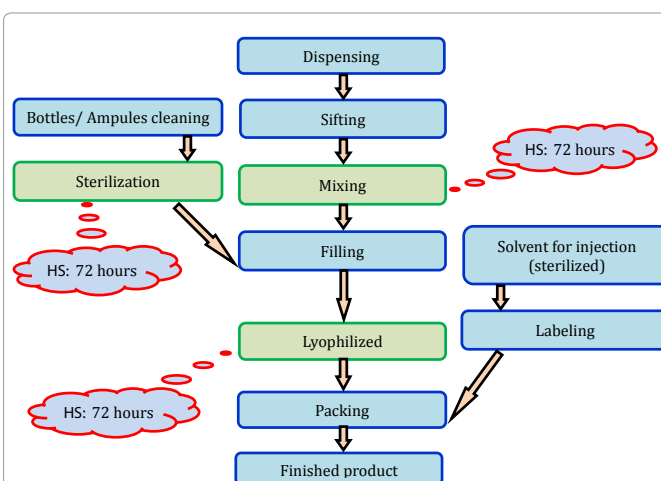 Dispensing
Bottles/ Ampules cleaning
Sifting
HS: 72 hours
Sterilization
Mixing
HS: 72 hours
Filling
Solvent for injection
(sterilized)
Labeling
Lyophilized
HS: 72 hours
Packing
Finished product